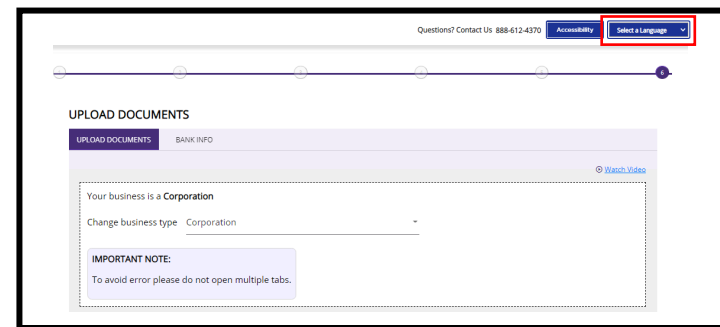 Questions? Contact Us 888-612-4370 Accessibility Select a Language
6
UPLOAD DOCUMENTS
UPLOAD DOCUMENTS BANK INFO
Watch Video
Your business is a Corporation
Change business type Corporation
IMPORTANT NOTE:
To avoid error please do not open multiple tabs.